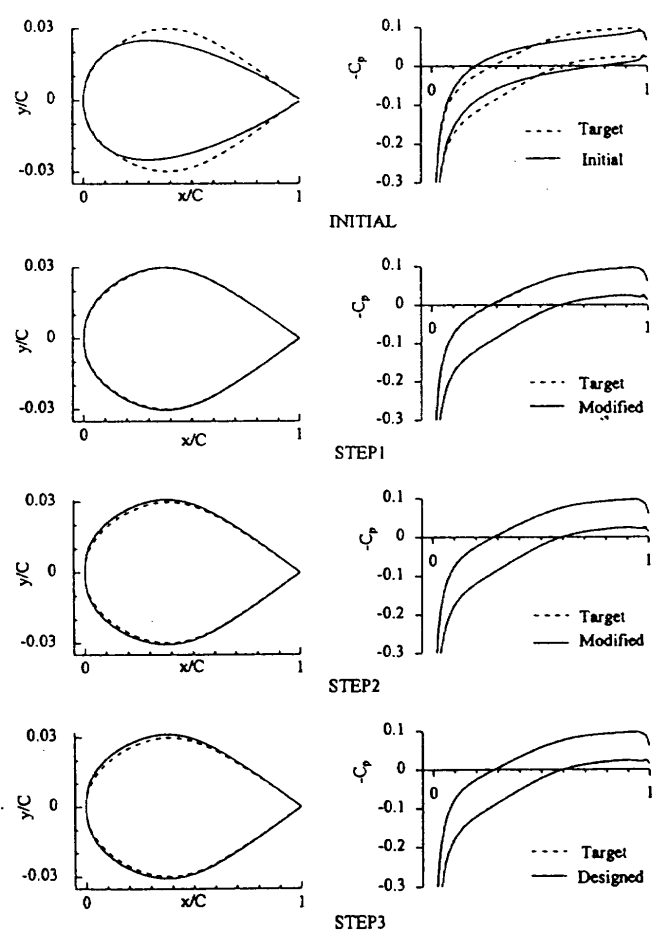 0.03
0
-0.03
y/C
0
x/C
1
0.1
0
-0.1
-0.2
-0.3
-Cp
0
1
Target
Initial
INITIAL
0.03
0
-0.03
y/C
0
x/C
1
0.1
0
-0.1
-0.2
-0.3
-Cp
0
1
Target
Modified
STEP1
0.03
0
-0.03
y/C
0
x/C
1
0.1
0
-0.1
-0.2
-0.3
-Cp
0
1
Target
Modified
STEP2
0.03
0
-0.03
y/C
0
x/C
1
0.1
0
-0.1
-0.2
-0.3
-Cp
0
1
Target
Designed
STEP3